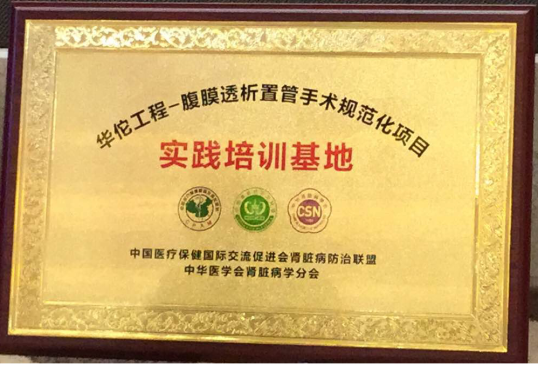 华佗工程-腹膜透析置管手术规范化项目
实践培训基地
CSN
中国医疗保健国际交流促进会肾脏病防治联盟
中华医学会肾脏病学分会